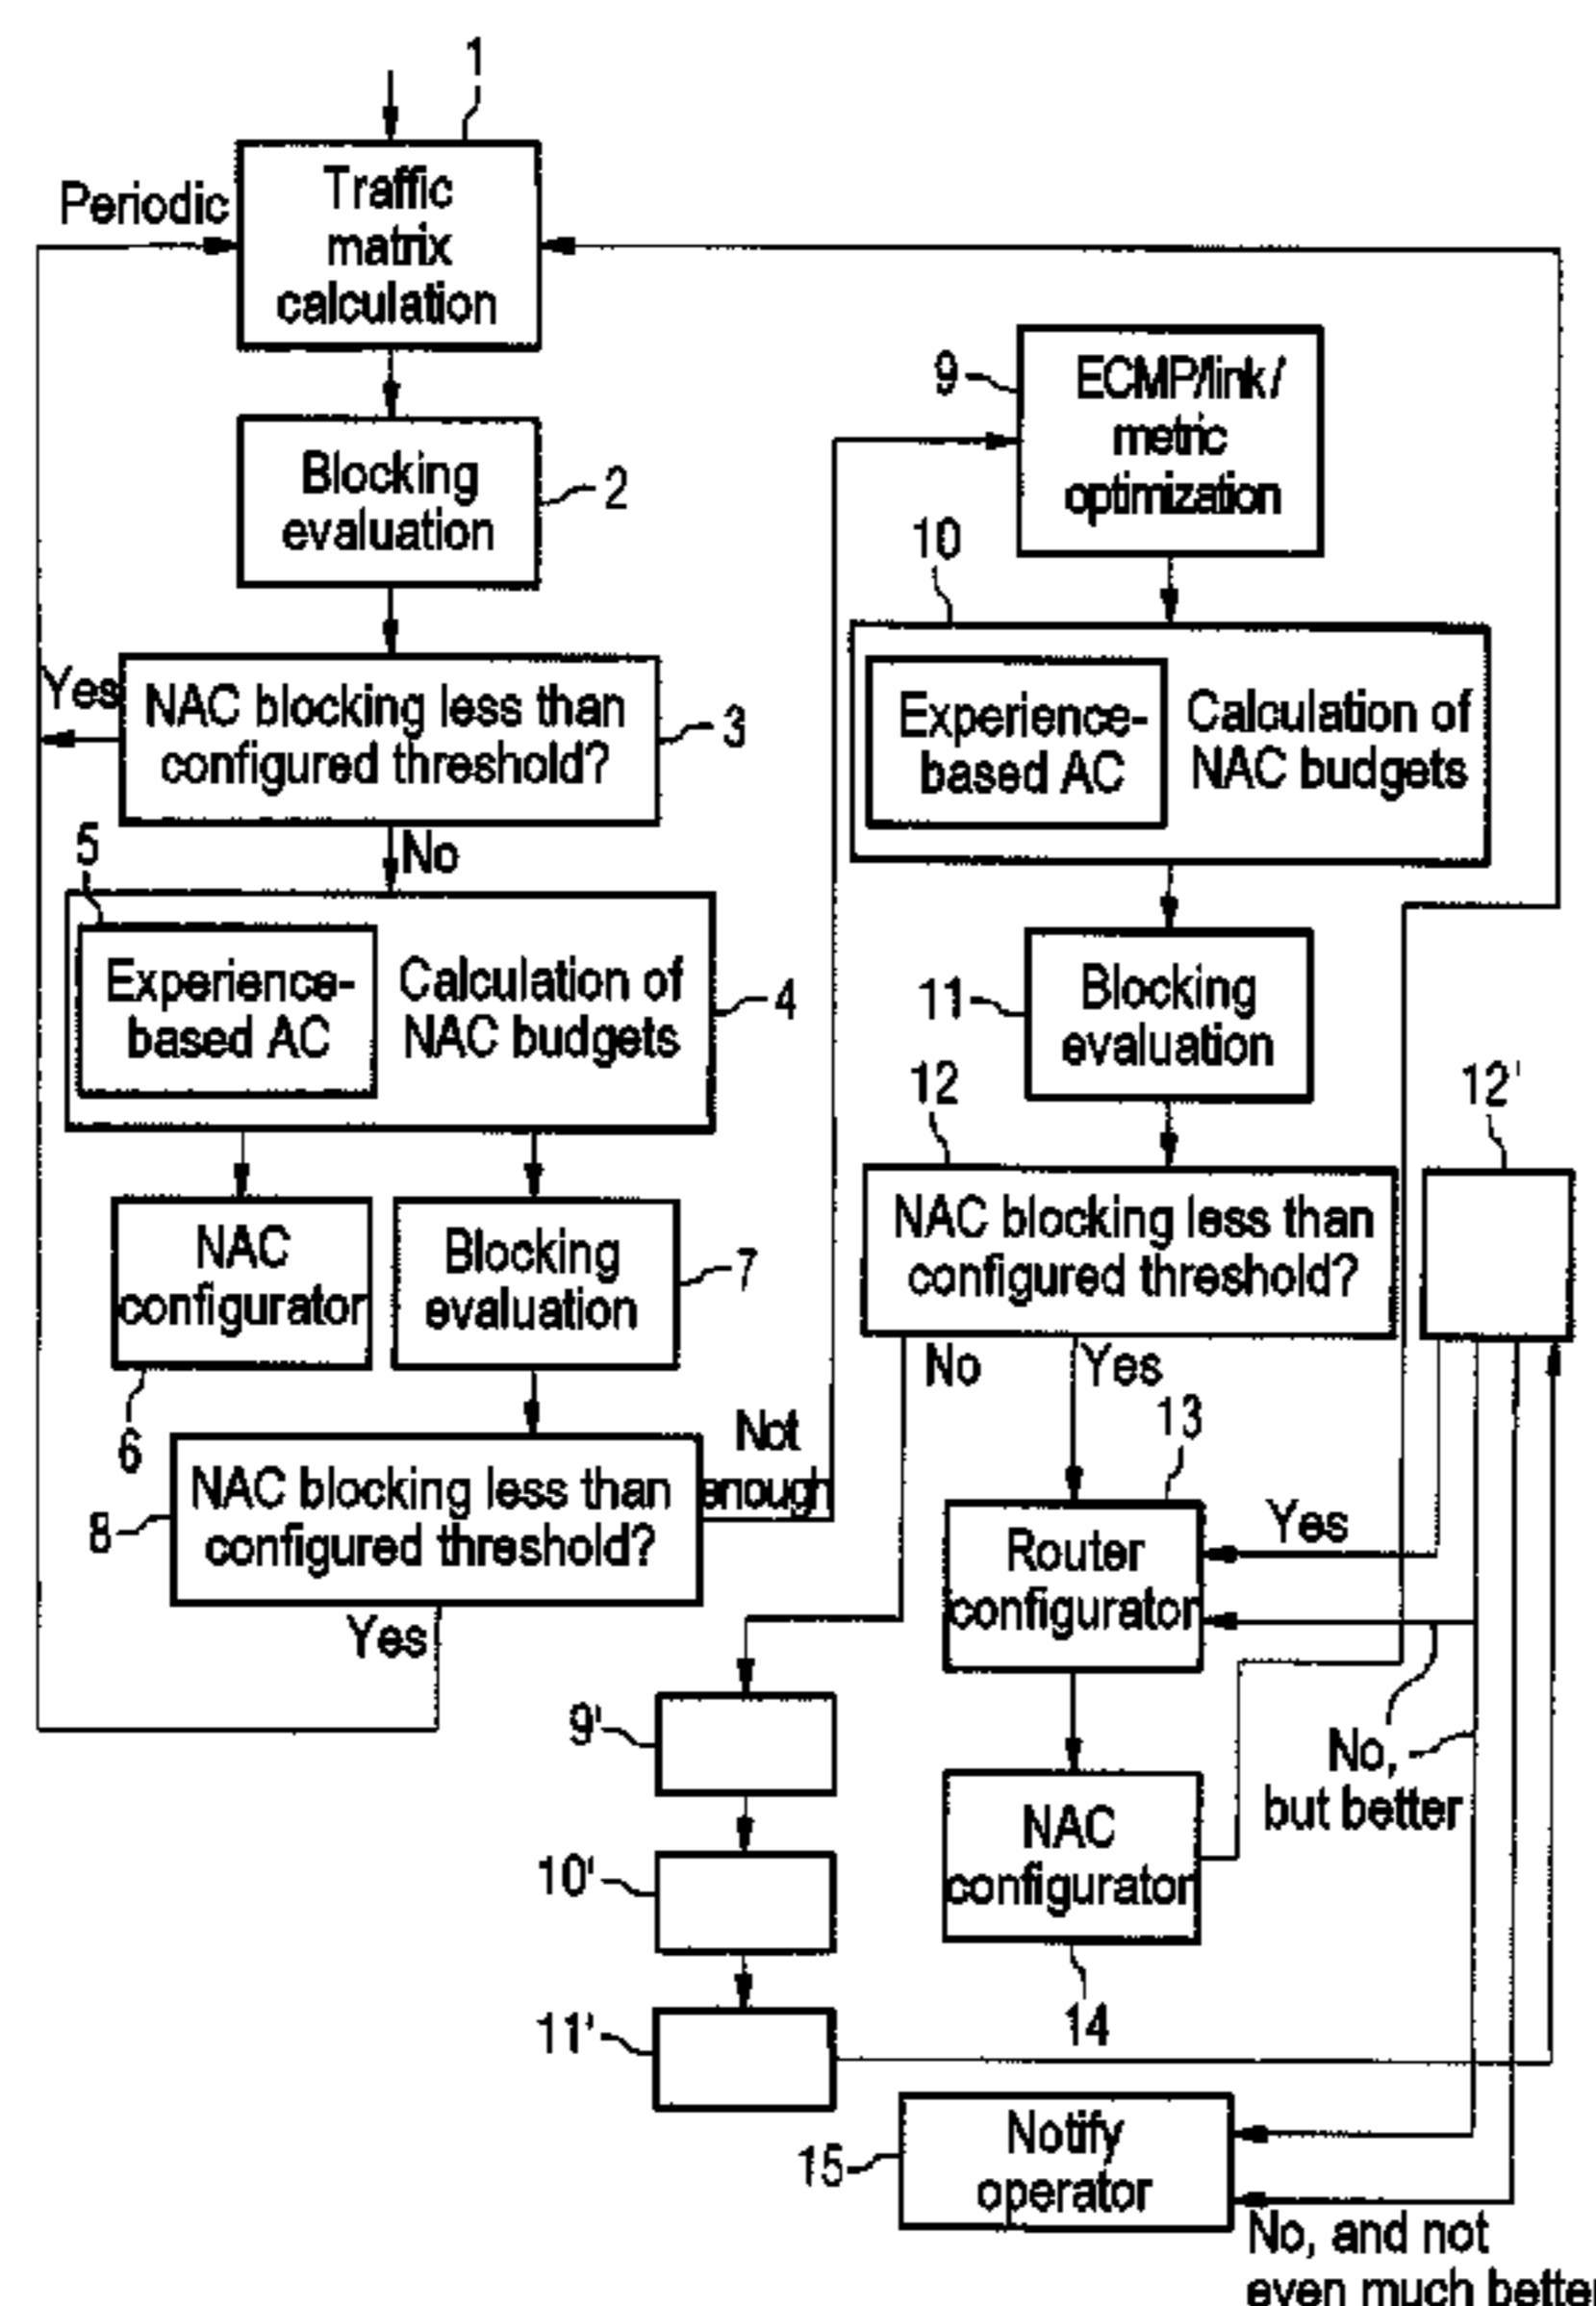 1
Periodic
Traffic
matrix
calculation
Blocking
evaluation
2
Yes
NAC blocking less than
configured threshold?
3
No
5
Experience-
based AC
Calculation of
NAC budgets
4
NAC
configurator
6
Blocking
evaluation
7
NAC blocking less than
configured threshold?
8
Not
enough
Yes
9
ECMP/link/
metric
optimization
10
Experience-
based AC
Calculation of
NAC budgets
11
Blocking
evaluation
12
NAC blocking less than
configured threshold?
12'
No
Yes
13
Router
configurator
Yes
No,
but better
NAC
configurator
14
9'
10'
11'
15
Notify
operator
No, and not
even much better